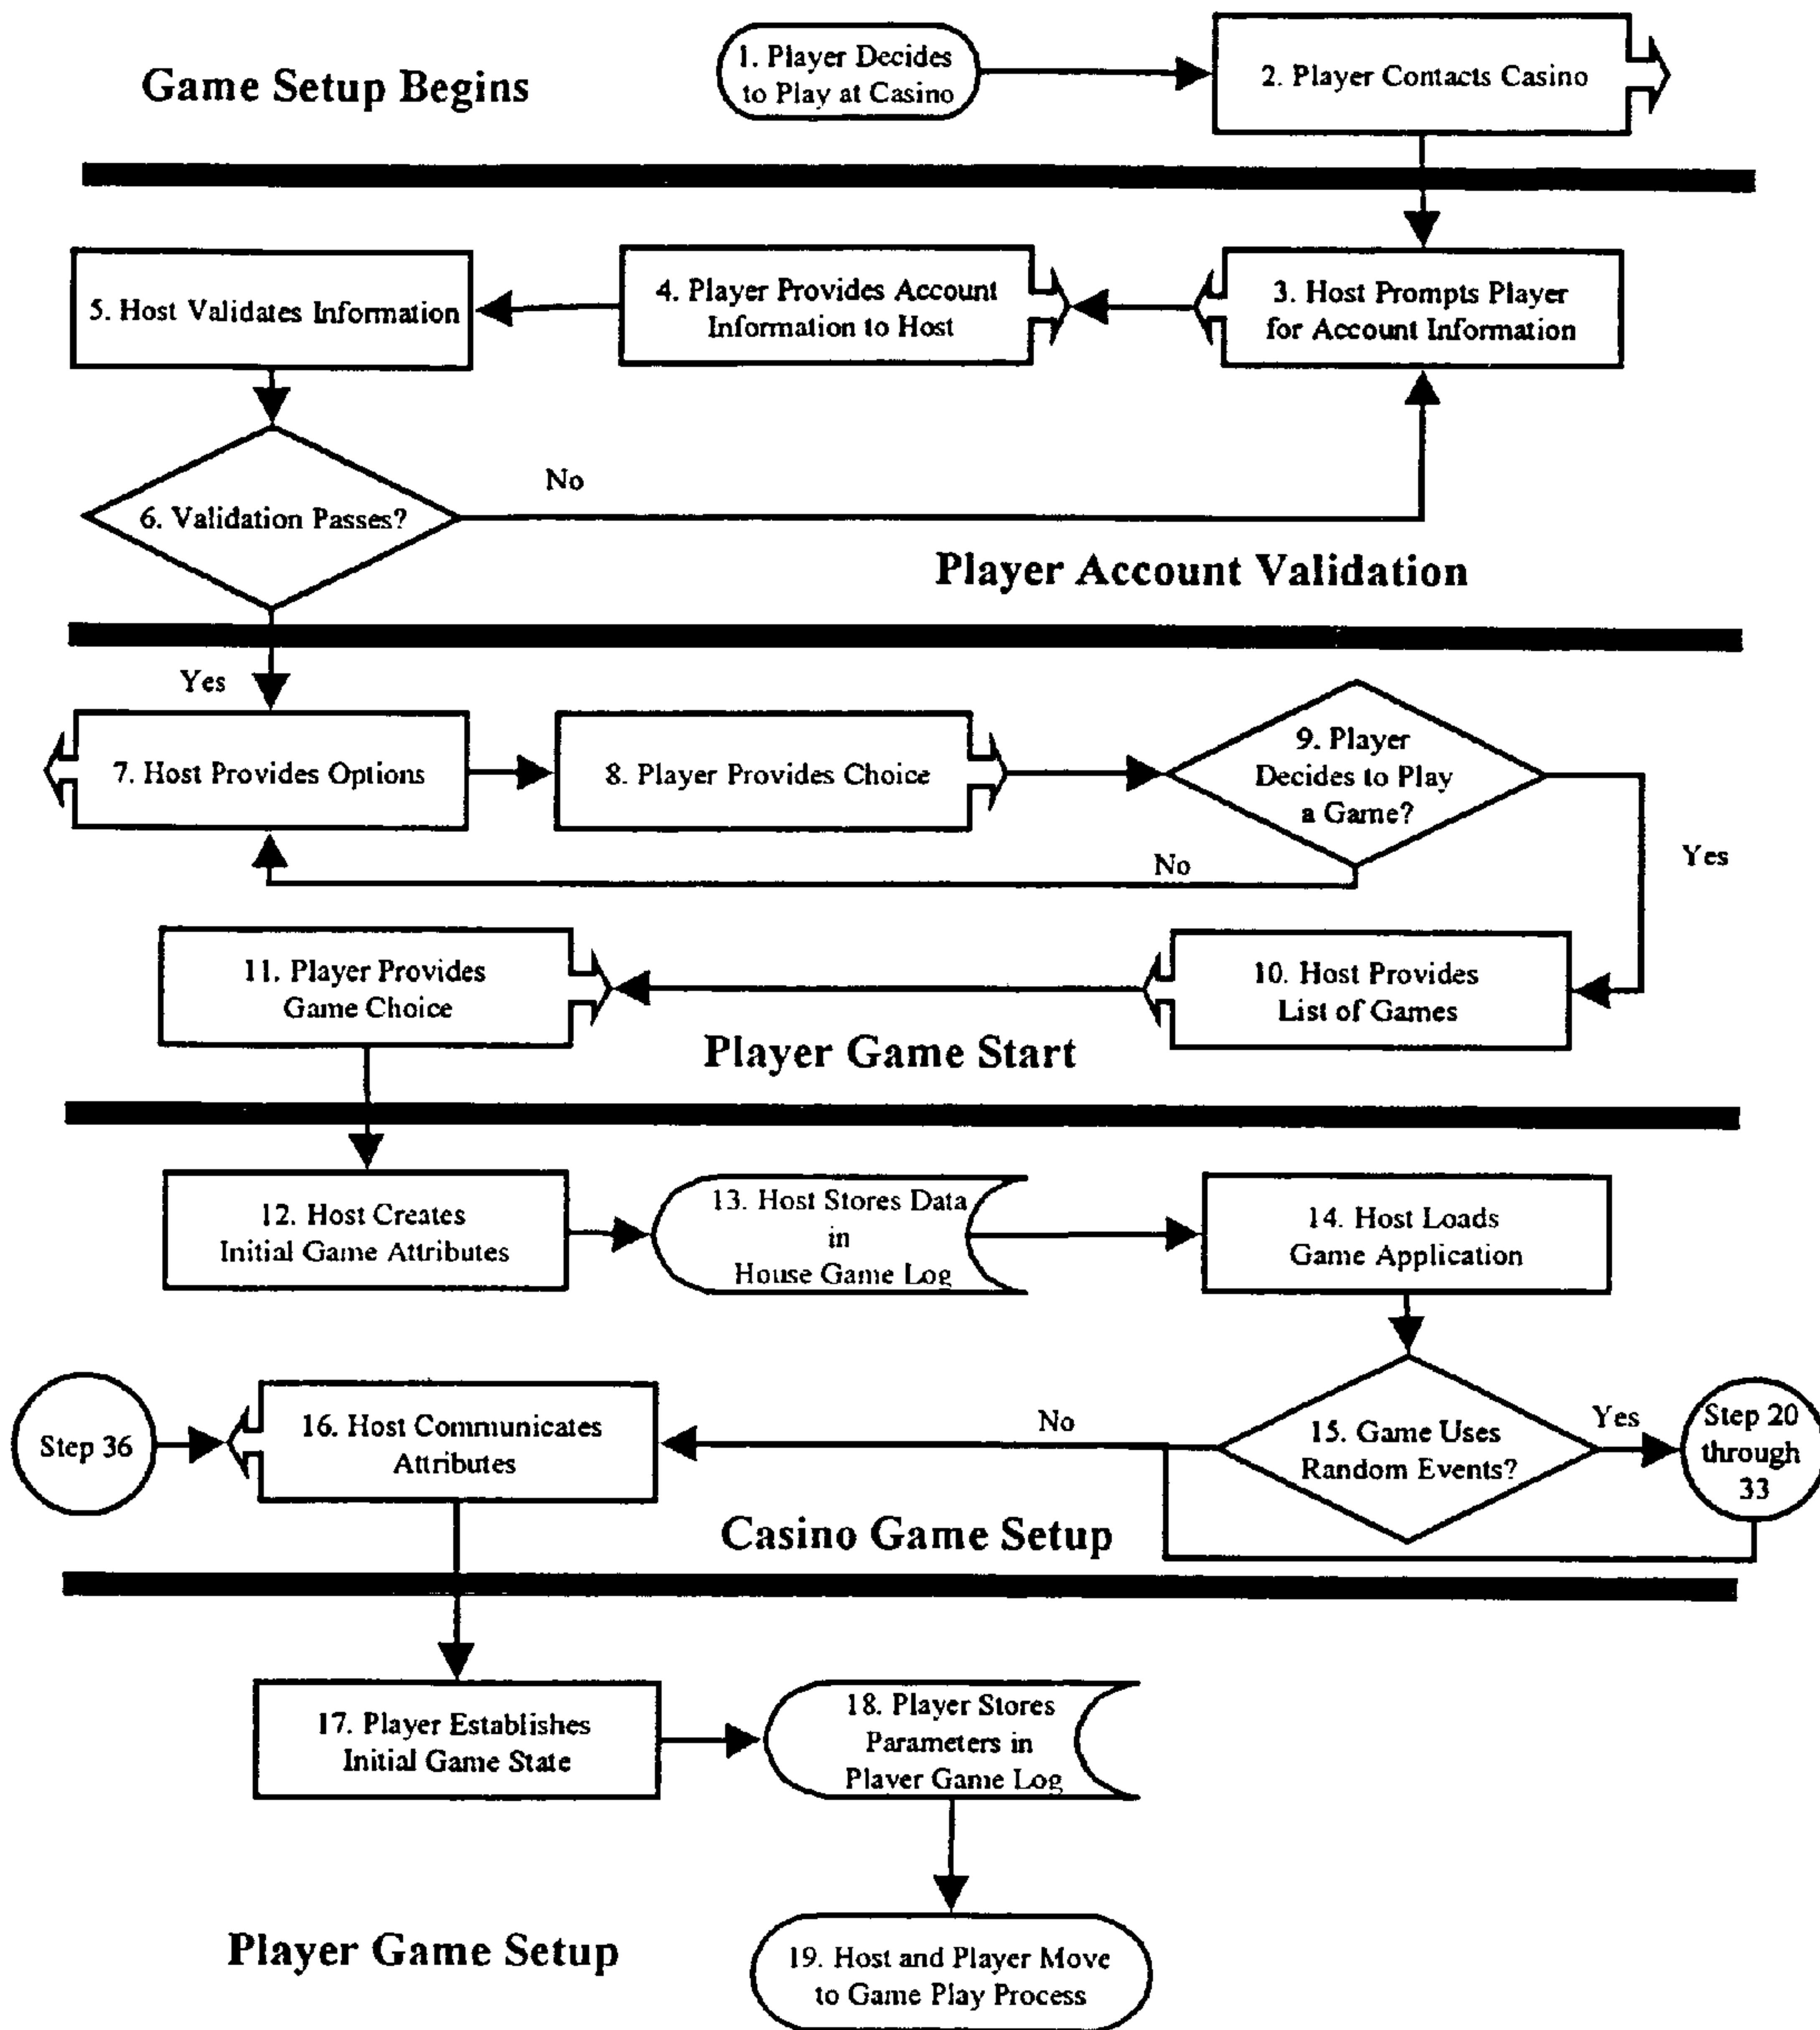 Game Setup Begins
1. Player Decides
to Play at Casino
2. Player Contacts Casino
5. Host Validates Information
4. Player Provides Account
Information to Host
3. Host Prompts Player
for Account Information
No
6. Validation Passes?
Player Account Validation
Yes
7. Host Provides Options
8. Player Provides Choice
9. Player
Decides to Play
a Game?
No
Yes
11. Player Provides
Game Choice
10. Host Provides
List of Games
Player Game Start
12. Host Creates
Initial Game Attributes
13. Host Stores Data
in
House Game Log
14. Host Loads
Game Application
Step 36
16. Host Communicates
Attributes
No
15. Game Uses
Random Events?
Yes
Step 20
through
33
Casino Game Setup
17. Player Establishes
Initial Game State
18. Player Stores
Parameters in
Player Game Log
Player Game Setup
19. Host and Player Move
to Game Play Process